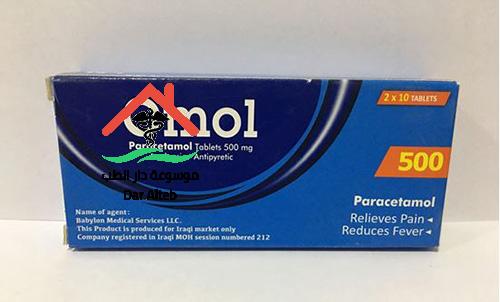 2 x 10 TABLETS
mol
Paracetamol Tablets 500 mg
Antipyretic
500
موسوعة دار الطب
Dar Alteb
Paracetamol
Relieves Pain
Reduces Fever
Name of agent:
Babylon Medical Services LLC.
This Product is produced for Iraqi market only
Company registered in Iraqi MOH session numbered 212